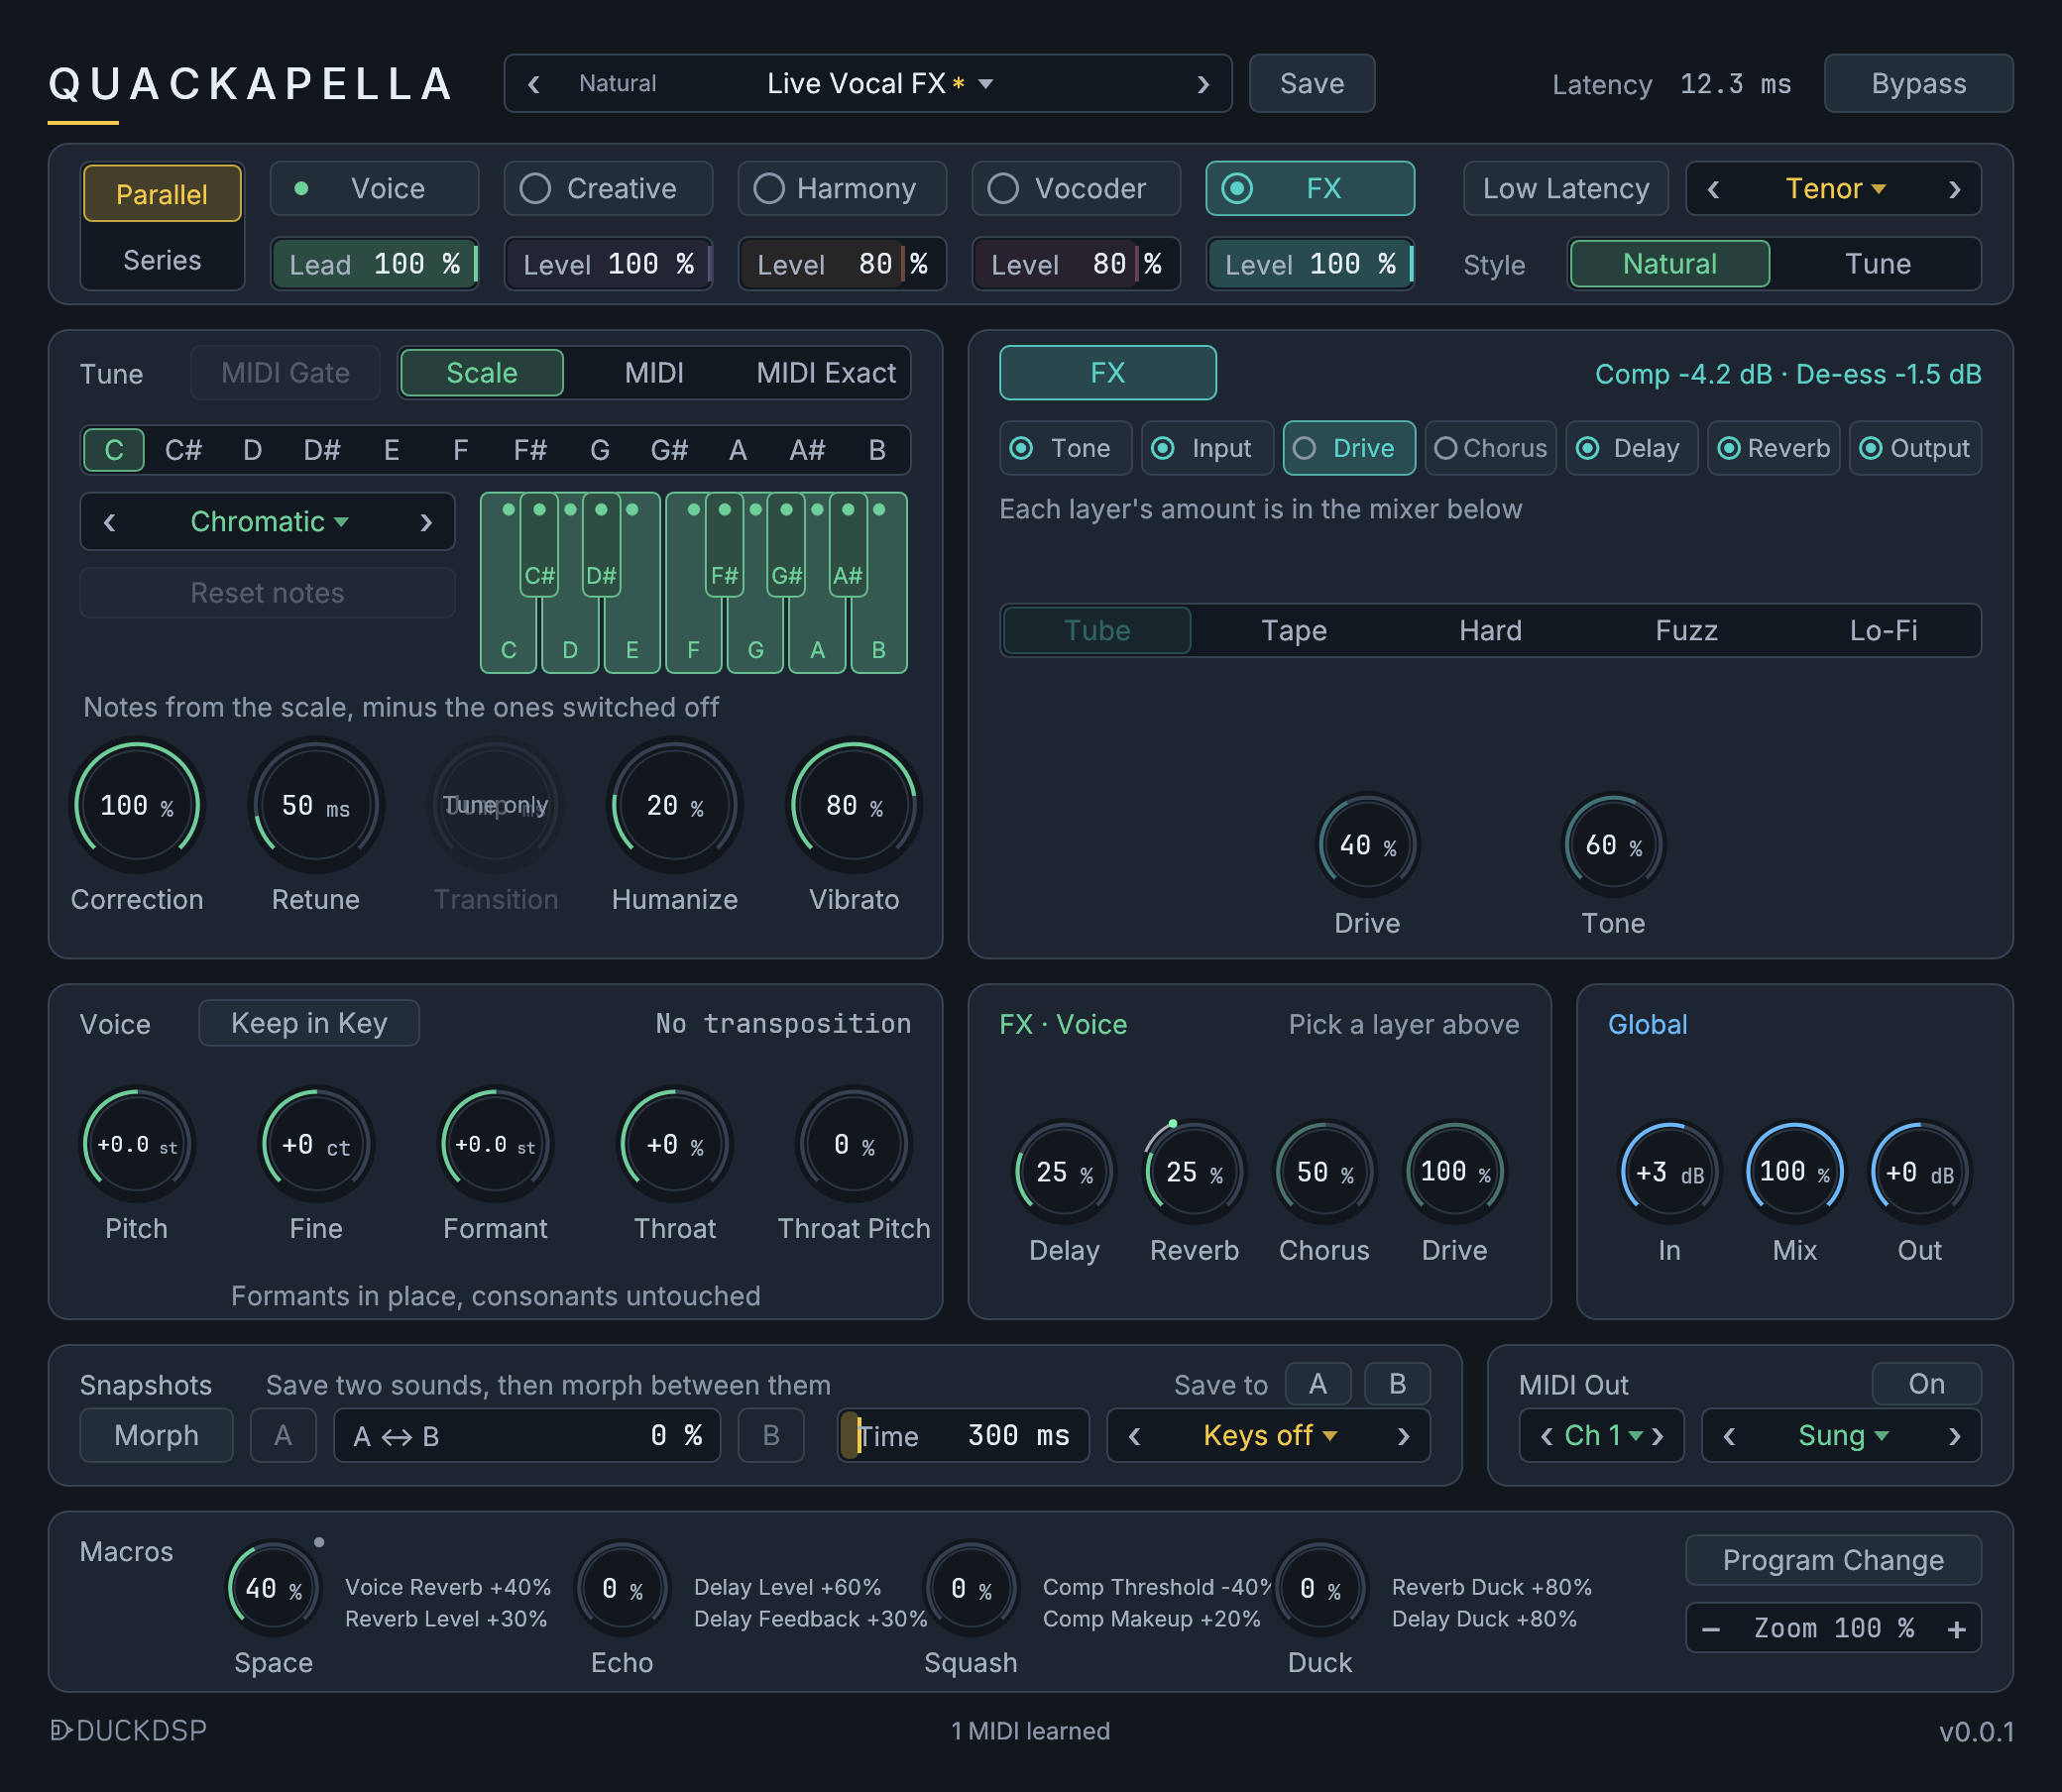 QUACKAPELLA
Natural Live Vocal FX *
Save
Latency 12.3 ms
Bypass
Parallel
Voice
Creative
Harmony
Vocoder
FX
Low Latency
Tenor
Series
Lead 100 %
Level 100 %
Level 80 %
Level 80 %
Level 100 %
Style
Natural
Tune
Tune
MIDI Gate
Scale
MIDI
MIDI Exact
C C# D D# E F F# G G# A A# B
Chromatic
Reset notes
C# D# F# G# A#
C D E F G A B
Notes from the scale, minus the ones switched off
100 %
50 ms
Tune only
20 %
80 %
Correction
Retune
Transition
Humanize
Vibrato
FX
Comp -4.2 dB · De-ess -1.5 dB
Tone
Input
Drive
Chorus
Delay
Reverb
Output
Each layer's amount is in the mixer below
Tube
Tape
Hard
Fuzz
Lo-Fi
40 %
60 %
Drive
Tone
Voice
Keep in Key
No transposition
+0.0 st
+0 ct
+0.0 st
+0 %
0 %
Pitch
Fine
Formant
Throat
Throat Pitch
Formants in place, consonants untouched
FX · Voice
Pick a layer above
25 %
25 %
50 %
100 %
Delay
Reverb
Chorus
Drive
Global
+3 dB
100 %
+0 dB
In
Mix
Out
Snapshots
Save two sounds, then morph between them
Save to
A
B
Morph
A
A ↔ B 0 %
B
Time 300 ms
Keys off
MIDI Out
On
Ch 1
Sung
Macros
40 %
Voice Reverb +40%
Reverb Level +30%
Space
0 %
Delay Level +60%
Delay Feedback +30%
Echo
0 %
Comp Threshold -40%
Comp Makeup +20%
Squash
0 %
Reverb Duck +80%
Delay Duck +80%
Duck
Program Change
− Zoom 100 % +
DUCKDSP
1 MIDI learned
v0.0.1